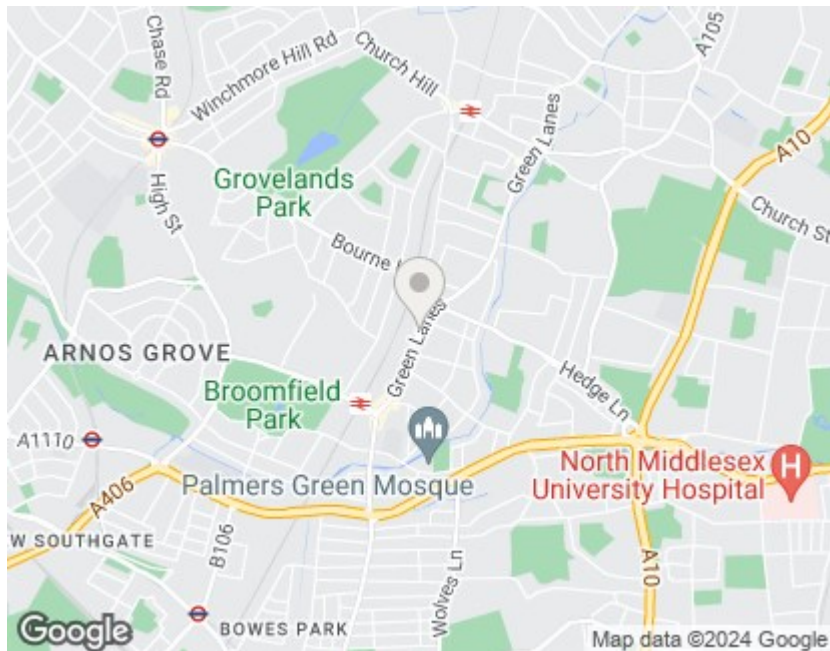 Chase Rd
Winchmore Hill Rd
Church Hill
A105
Green Lanes
A10
Grovelands
Park
High St
Church St
Bourne
ARNOS GROVE
Green Lanes
Broomfield
Park
Hedge Ln
A1110
Palmers Green Mosque
North Middlesex
University Hospital
H
A406
W SOUTHGATE
B106
Wolves Ln
A10
BOWES PARK
Google
Map data ©2024 Google